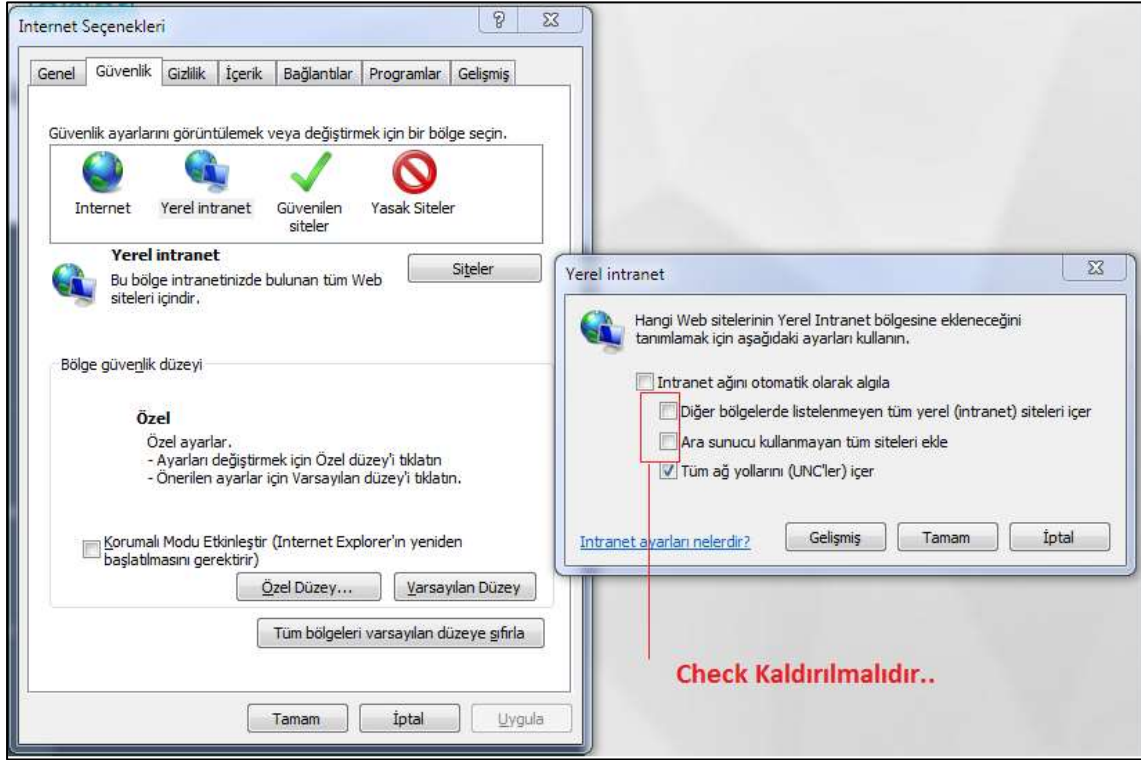 Internet Seçenekleri
Genel
Güvenlik
Gizlilik
İçerik
Bağlantılar
Programlar
Gelişmiş
Güvenlik ayarlarını görüntülemek veya değiştirmek için bir bölge seçin.
Internet
Yerel intranet
Güvenilen
siteler
Yasak Siteler
Yerel intranet
Bu bölge intranetinizde bulunan tüm Web
siteleri içindir.
Siteler
Bölge güvenlik düzeyi
Özel
Özel ayarlar.
- Ayarları değiştirmek için Özel düzey'i tıklatın
- Önerilen ayarlar için Varsayılan düzey'i tıklatın.
Korumalı Modu Etkinleştir (Internet Explorer'ın yeniden
başlatılmasını gerektirir)
Özel Düzey...
Varsayılan Düzey
Tüm bölgeleri varsayılan düzeye sıfırla
Tamam
İptal
Uygula
Yerel intranet
Hangi Web sitelerinin Yerel Intranet bölgesine ekleneceğini
tanımlamak için aşağıdaki ayarları kullanın.
Intranet ağını otomatik olarak algıla
Diğer bölgelerde listelenmeyen tüm yerel (intranet) siteleri içer
Ara sunucu kullanmayan tüm siteleri ekle
Tüm ağ yollarını (UNC'ler) içer
Intranet ayarları nelerdir?
Gelişmiş
Tamam
İptal
Check Kaldırılmalıdır..